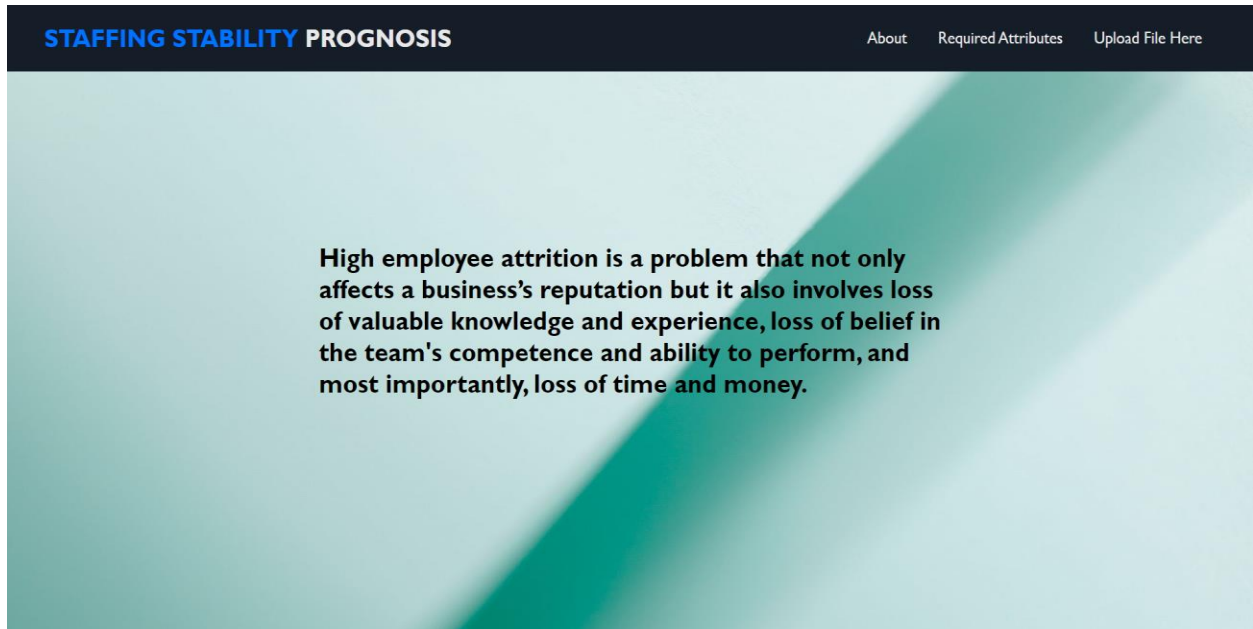 STAFFING STABILITY PROGNOSIS
About
Required Attributes
Upload File Here
High employee attrition is a problem that not only
affects a business’s reputation but it also involves loss
of valuable knowledge and experience, loss of belief in
the team's competence and ability to perform, and
most importantly, loss of time and money.